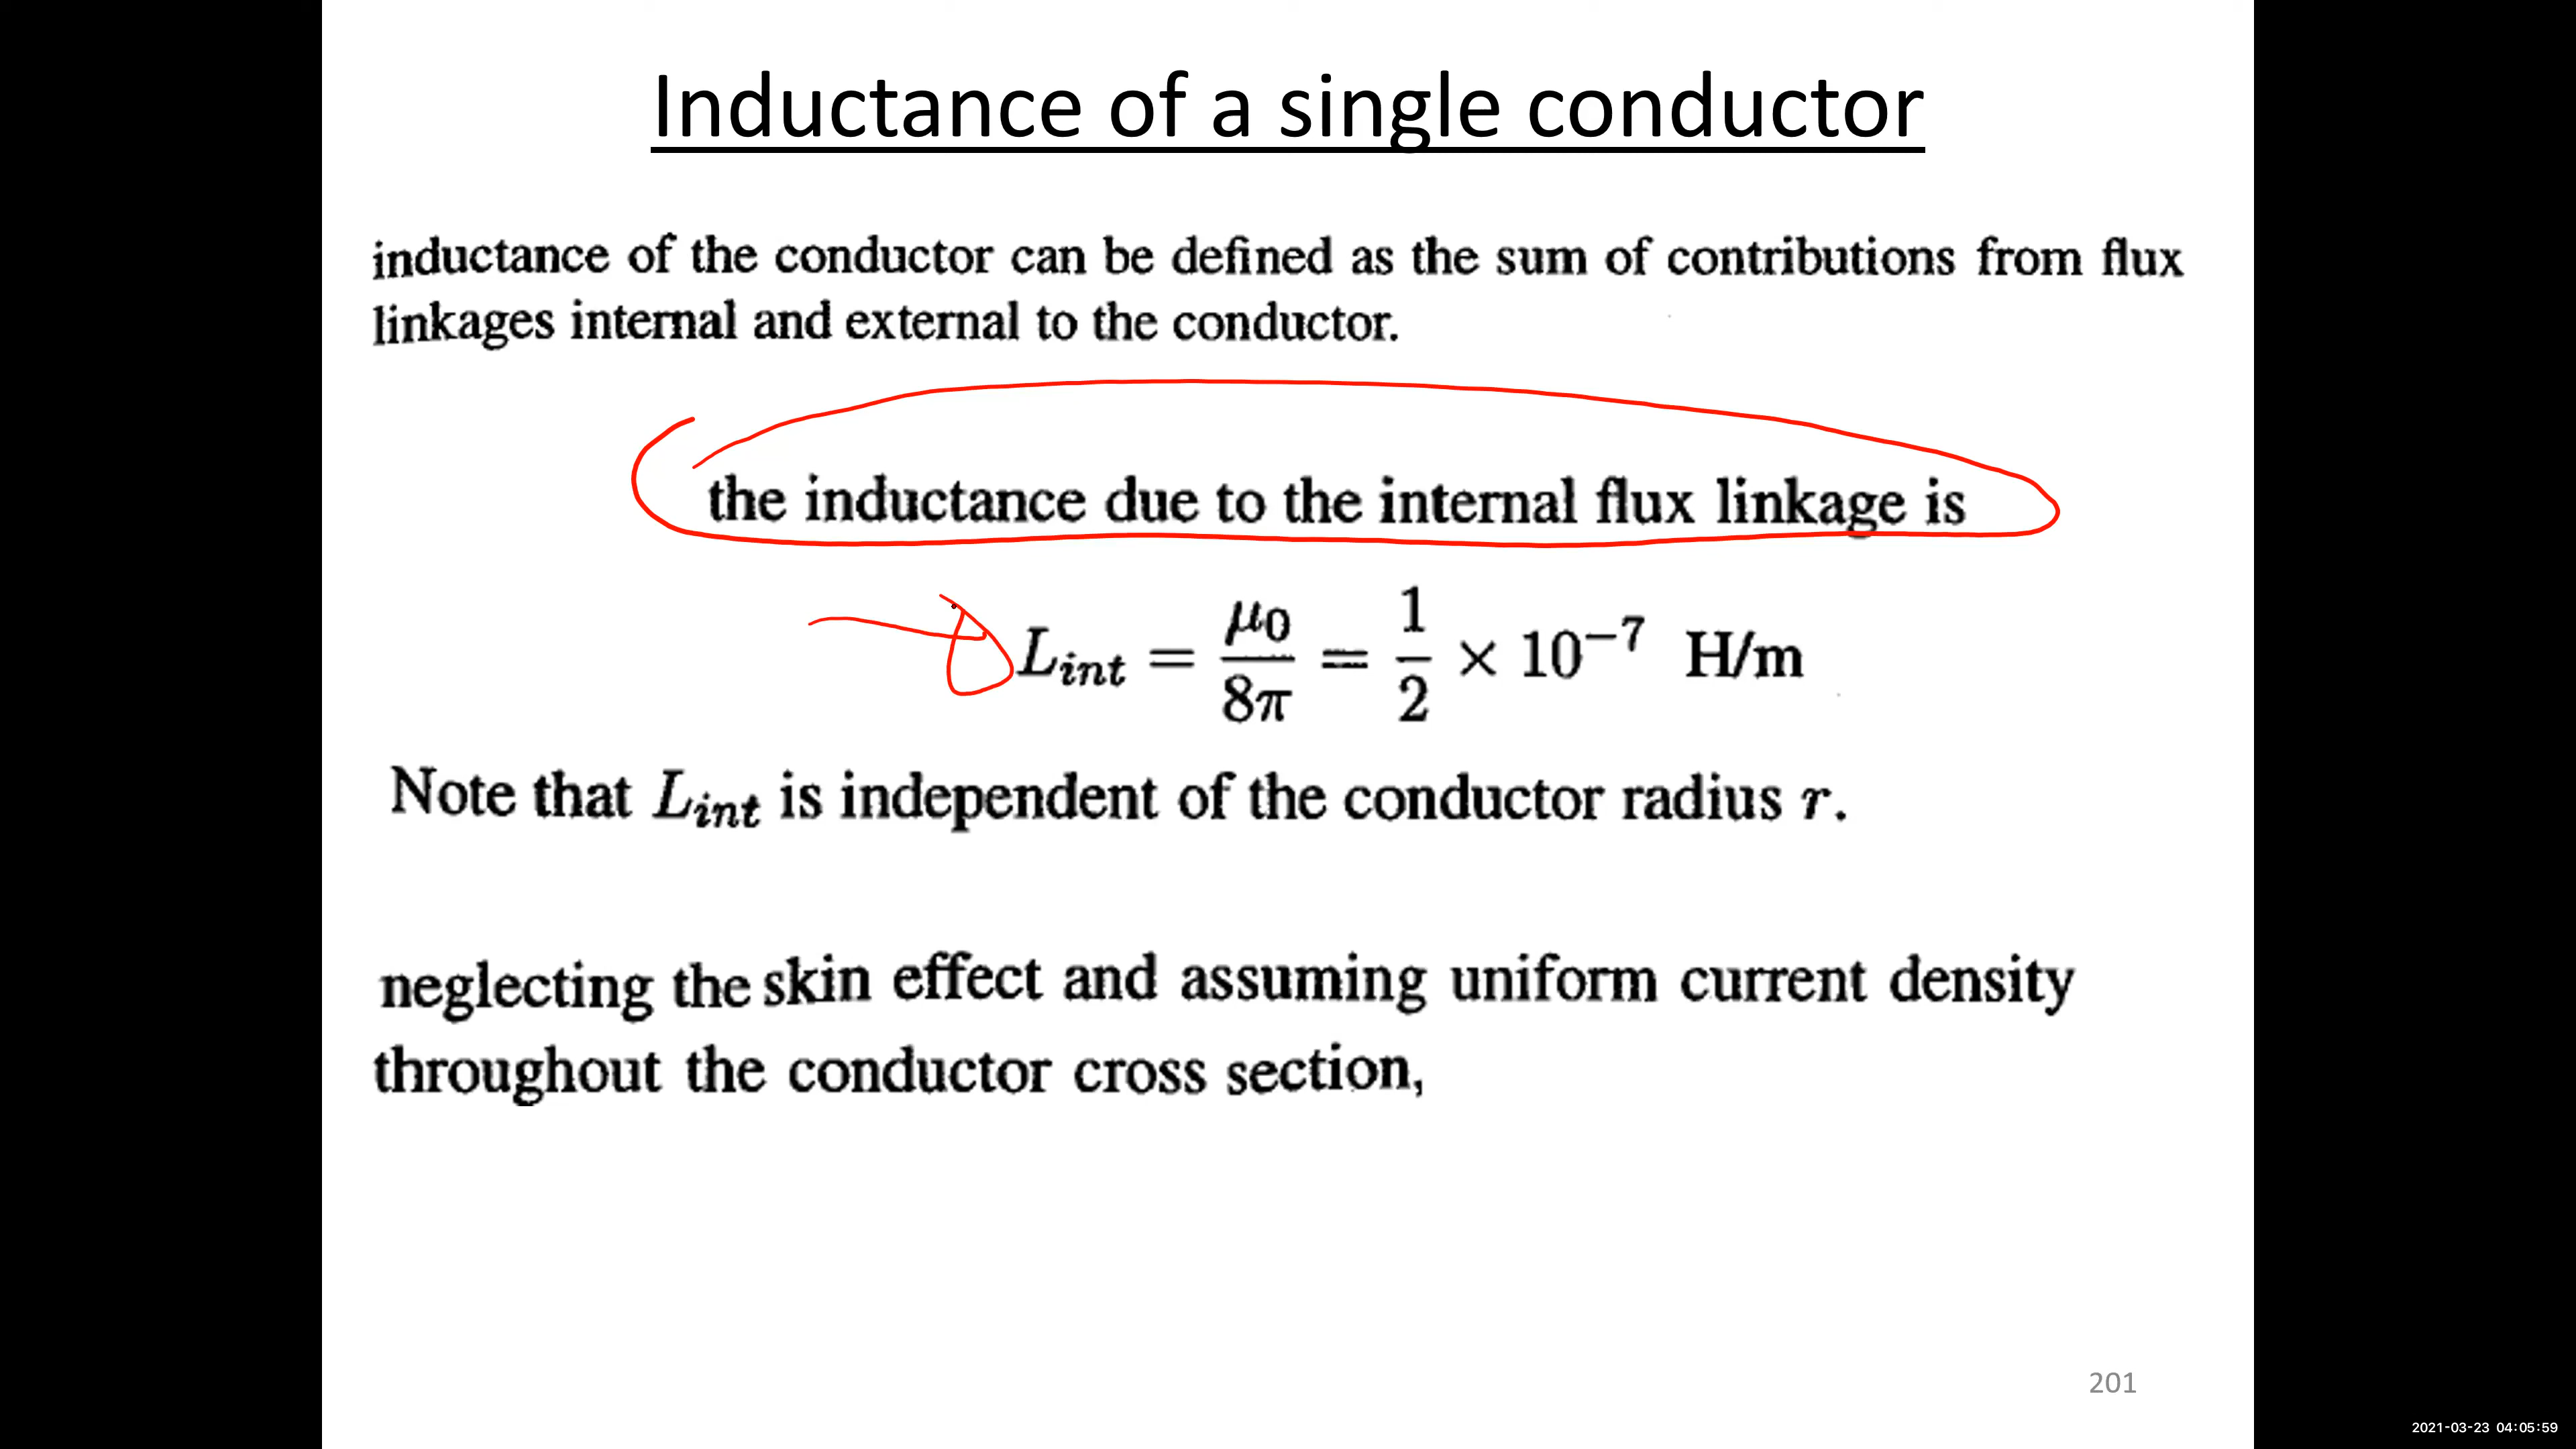 Inductance of a single conductor
inductance of the conductor can be defined as the sum of contributions from flux
linkages internal and external to the conductor.
the inductance due to the internal flux linkage is
L_int = μ0/8π = 1/2 × 10^−7 H/m
Note that L_int is independent of the conductor radius r.
neglecting the skin effect and assuming uniform current density
throughout the conductor cross section,
201
2021-03-23 04:05:59